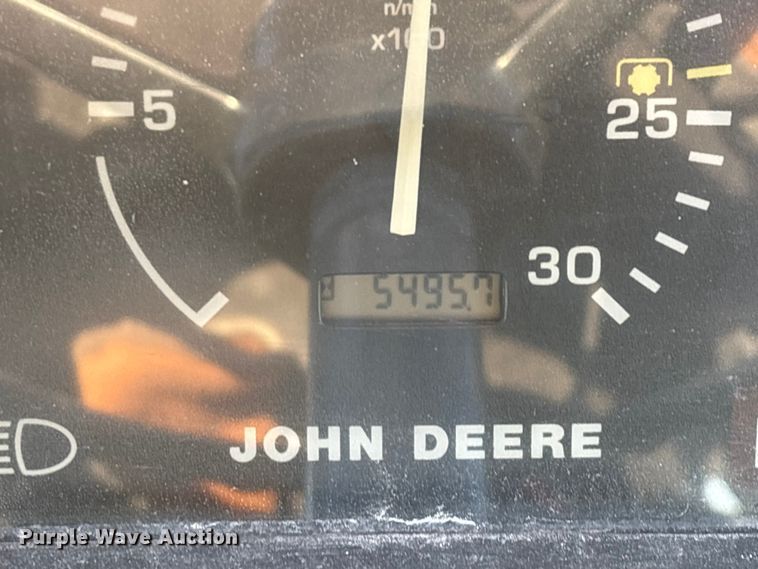 n/min
x100
5
25
30
5495.7
JOHN DEERE
Purple Wave Auction